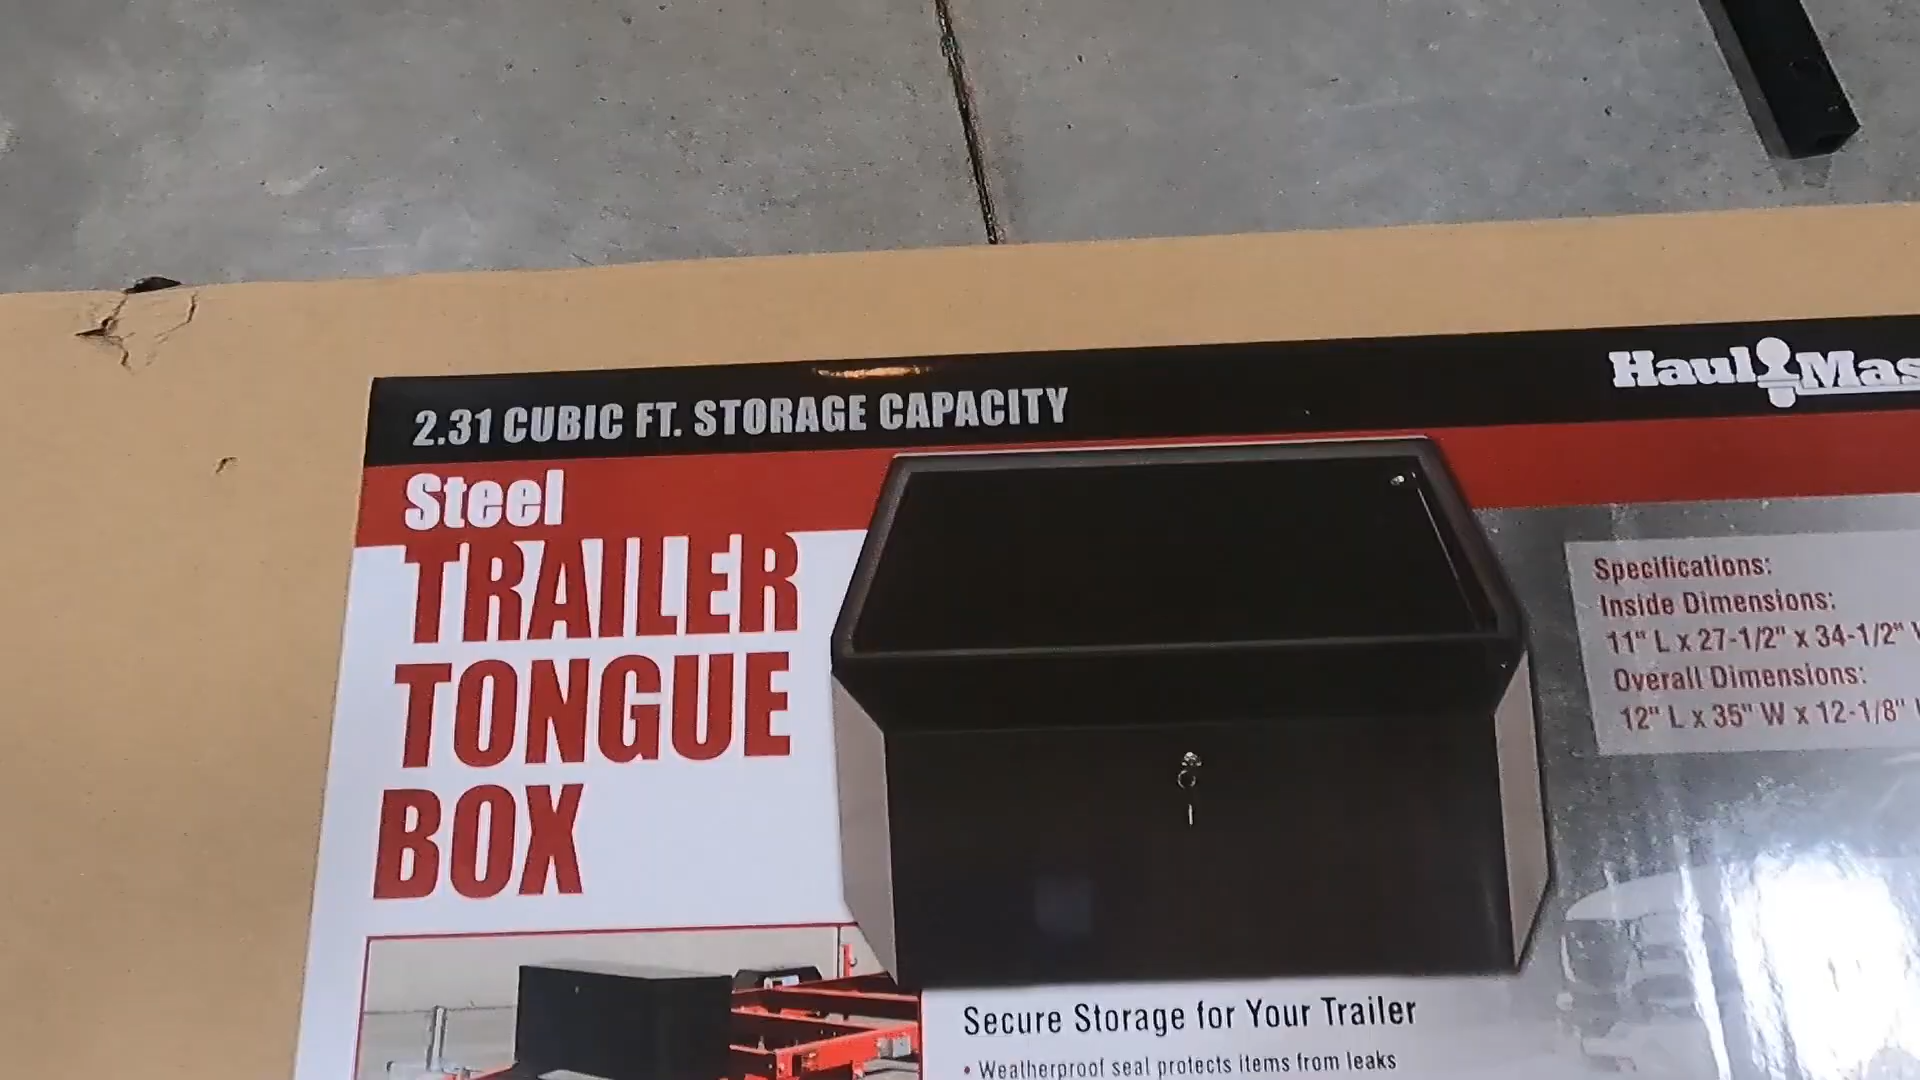 2.31 CUBIC FT. STORAGE CAPACITY
Haul Mas
Steel
TRAILER
TONGUE
BOX
Specifications:
Inside Dimensions:
11" L x 27-1/2" x 34-1/2"
Overall Dimensions:
12" L x 35" W x 12-1/8"
Secure Storage for Your Trailer
• Weatherproof seal protects items from leaks